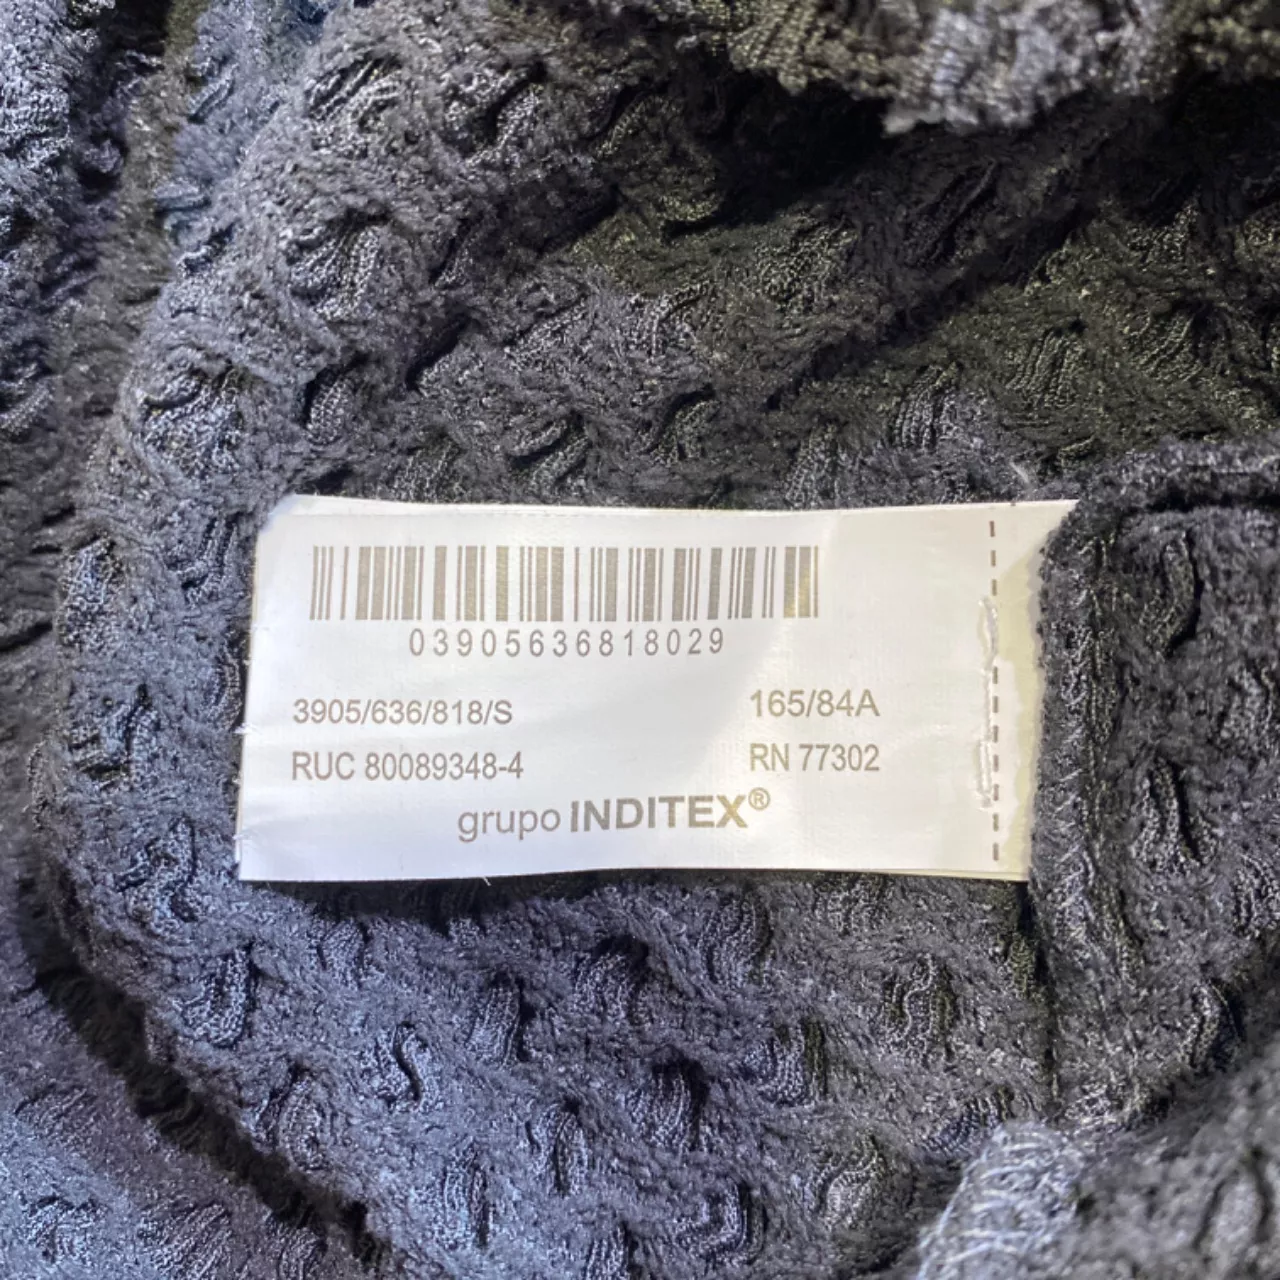 03905636818029
3905/636/818/S 165/84A
RUC 80089348-4 RN 77302
grupo INDITEX®